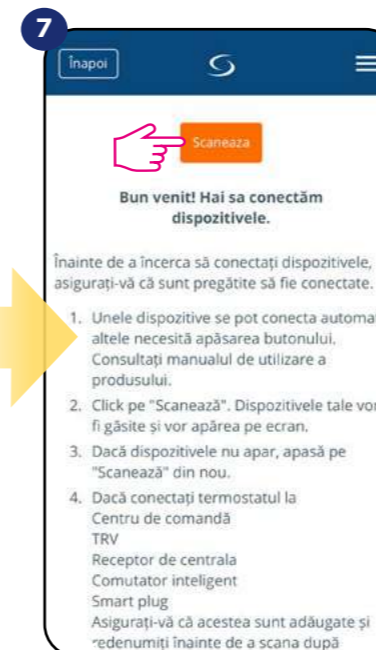 7
Înapoi
Scaneaza
Bun venit! Hai sa conectăm
dispozitivele.
Înainte de a încerca să conectați dispozitivele,
asigurați-vă că sunt pregătite să fie conectate.
1. Unele dispozitive se pot conecta automat
altele necesită apăsarea butonului.
Consultați manualul de utilizare a
produsului.
2. Click pe "Scanează". Dispozitivele tale vor
fi găsite și vor apărea pe ecran.
3. Dacă dispozitivele nu apar, apasă pe
"Scanează" din nou.
4. Dacă conectați termostatul la
Centru de comandă
TRV
Receptor de centrala
Comutator inteligent
Smart plug
Asigurați-vă că acestea sunt adăugate și
redenumiți înainte de a scana după